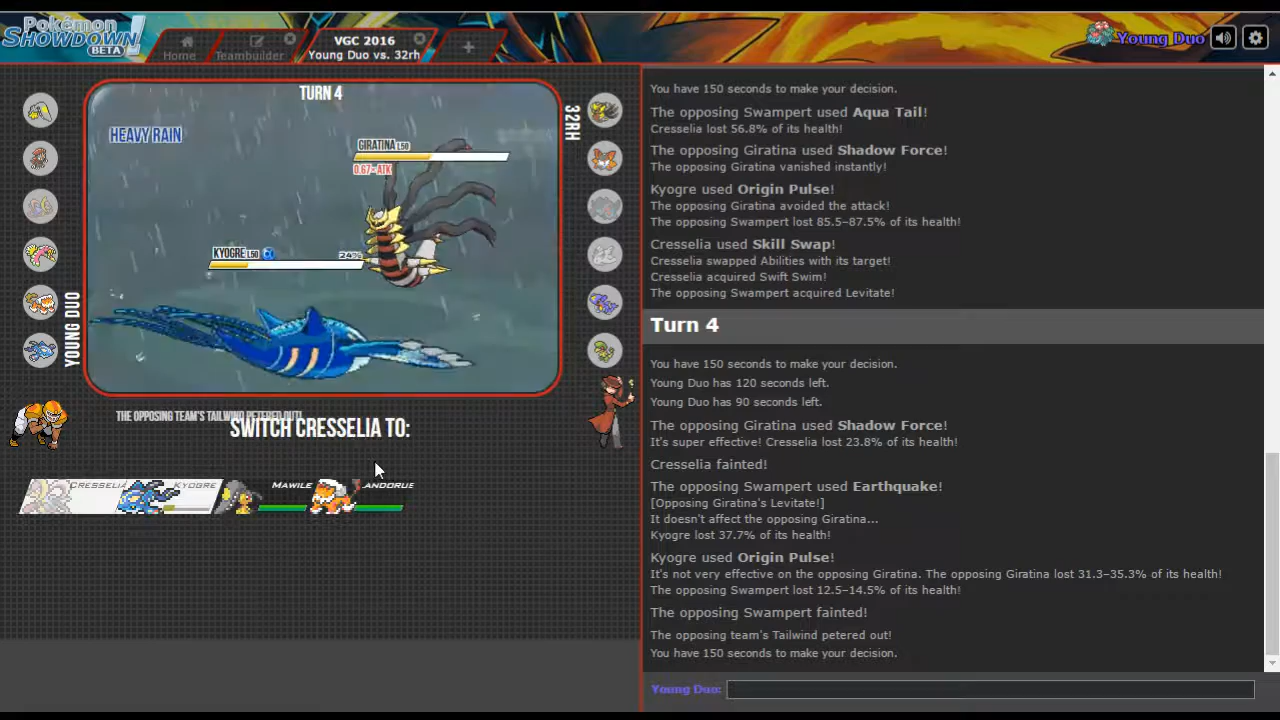 Pokémon
SHOWDOWN
BETA
Home
Teambuilder
VGC 2016
Young Duo vs. 32rh
+
Young Duo
TURN 4
HEAVY RAIN
GIRATINA L50
0.67× ATK
KYOGRE L50
24%
YOUNG DUO
32RH
THE OPPOSING TEAM'S TAILWIND PETERED OUT!
SWITCH CRESSELIA TO:
CRESSELIA
KYOGRE
MAWILE
ANDORUS
You have 150 seconds to make your decision.
The opposing Swampert used Aqua Tail!
Cresselia lost 56.8% of its health!
The opposing Giratina used Shadow Force!
The opposing Giratina vanished instantly!
Kyogre used Origin Pulse!
The opposing Giratina avoided the attack!
The opposing Swampert lost 85.5–87.5% of its health!
Cresselia used Skill Swap!
Cresselia swapped Abilities with its target!
Cresselia acquired Swift Swim!
The opposing Swampert acquired Levitate!
Turn 4
You have 150 seconds to make your decision.
Young Duo has 120 seconds left.
Young Duo has 90 seconds left.
The opposing Giratina used Shadow Force!
It's super effective! Cresselia lost 23.8% of its health!
Cresselia fainted!
The opposing Swampert used Earthquake!
[Opposing Giratina's Levitate!]
It doesn't affect the opposing Giratina...
Kyogre lost 37.7% of its health!
Kyogre used Origin Pulse!
It's not very effective on the opposing Giratina. The opposing Giratina lost 31.3–35.3% of its health!
The opposing Swampert lost 12.5–14.5% of its health!
The opposing Swampert fainted!
The opposing team's Tailwind petered out!
You have 150 seconds to make your decision.
Young Duo: